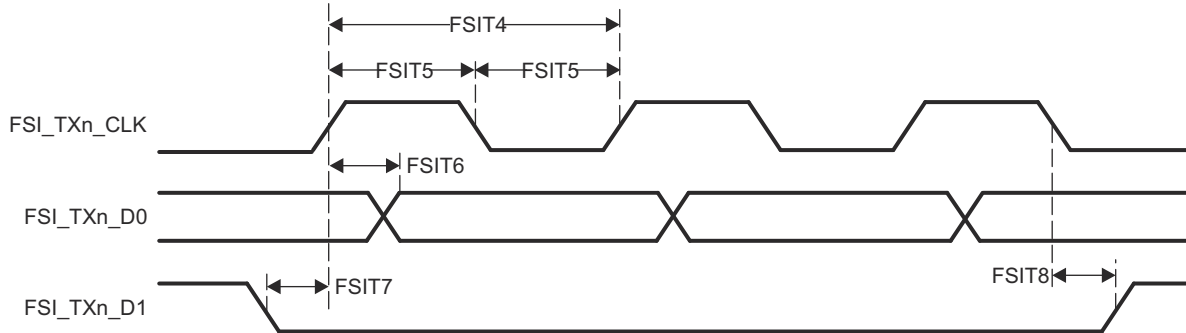 FSIT4
FSIT5 FSIT5
FSI_TXn_CLK
FSIT6
FSI_TXn_D0
FSIT8
FSIT7
FSI_TXn_D1